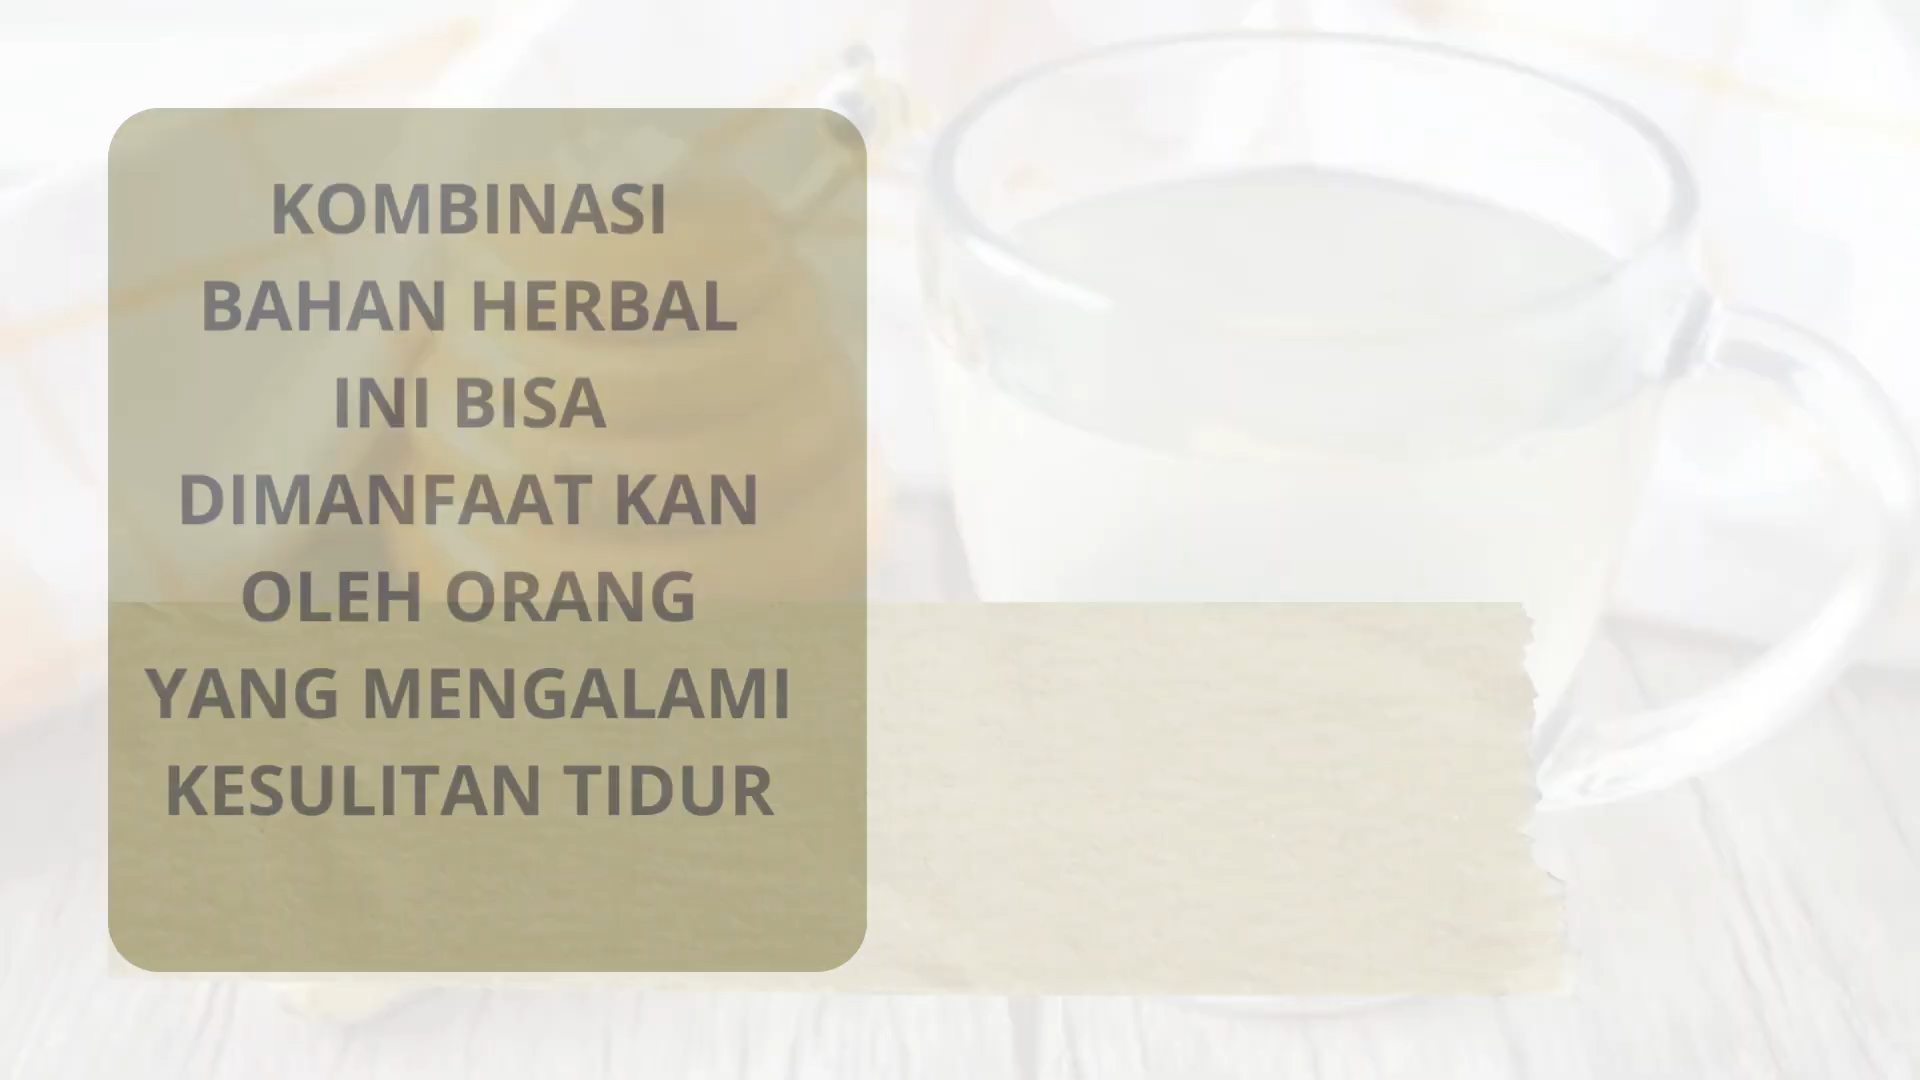 KOMBINASI
BAHAN HERBAL
INI BISA
DIMANFAAT KAN
OLEH ORANG
YANG MENGALAMI
KESULITAN TIDUR